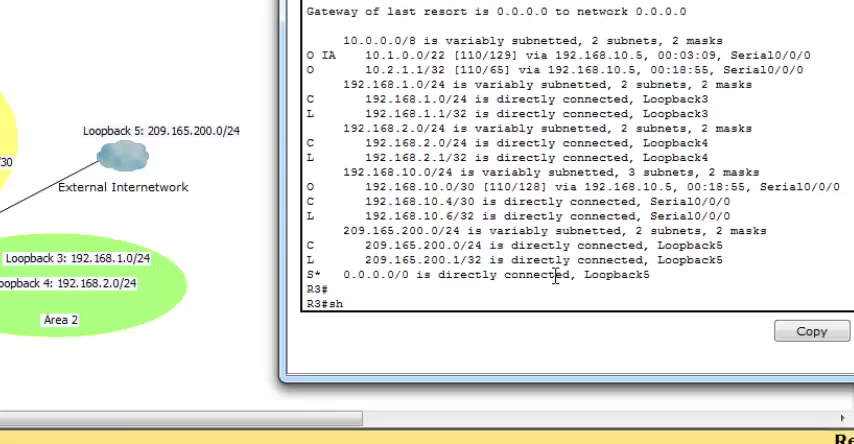 Gateway of last resort is 0.0.0.0 to network 0.0.0.0
10.0.0.0/8 is variably subnetted, 2 subnets, 2 masks
O IA 10.1.0.0/22 [110/129] via 192.168.10.5, 00:03:09, Serial0/0/0
O 10.2.1.1/32 [110/65] via 192.168.10.5, 00:18:55, Serial0/0/0
192.168.1.0/24 is variably subnetted, 2 subnets, 2 masks
C 192.168.1.0/24 is directly connected, Loopback3
L 192.168.1.1/32 is directly connected, Loopback3
192.168.2.0/24 is variably subnetted, 2 subnets, 2 masks
C 192.168.2.0/24 is directly connected, Loopback4
L 192.168.2.1/32 is directly connected, Loopback4
192.168.10.0/24 is variably subnetted, 3 subnets, 2 masks
O 192.168.10.0/30 [110/128] via 192.168.10.5, 00:18:55, Serial0/0/0
C 192.168.10.4/30 is directly connected, Serial0/0/0
L 192.168.10.6/32 is directly connected, Serial0/0/0
209.165.200.0/24 is variably subnetted, 2 subnets, 2 masks
C 209.165.200.0/24 is directly connected, Loopback5
L 209.165.200.1/32 is directly connected, Loopback5
S* 0.0.0.0/0 is directly connected, Loopback5
R3#
R3#sh
Copy
Loopback 5: 209.165.200.0/24
/30
External Internetwork
Loopback 3: 192.168.1.0/24
oopback 4: 192.168.2.0/24
Area 2
Re